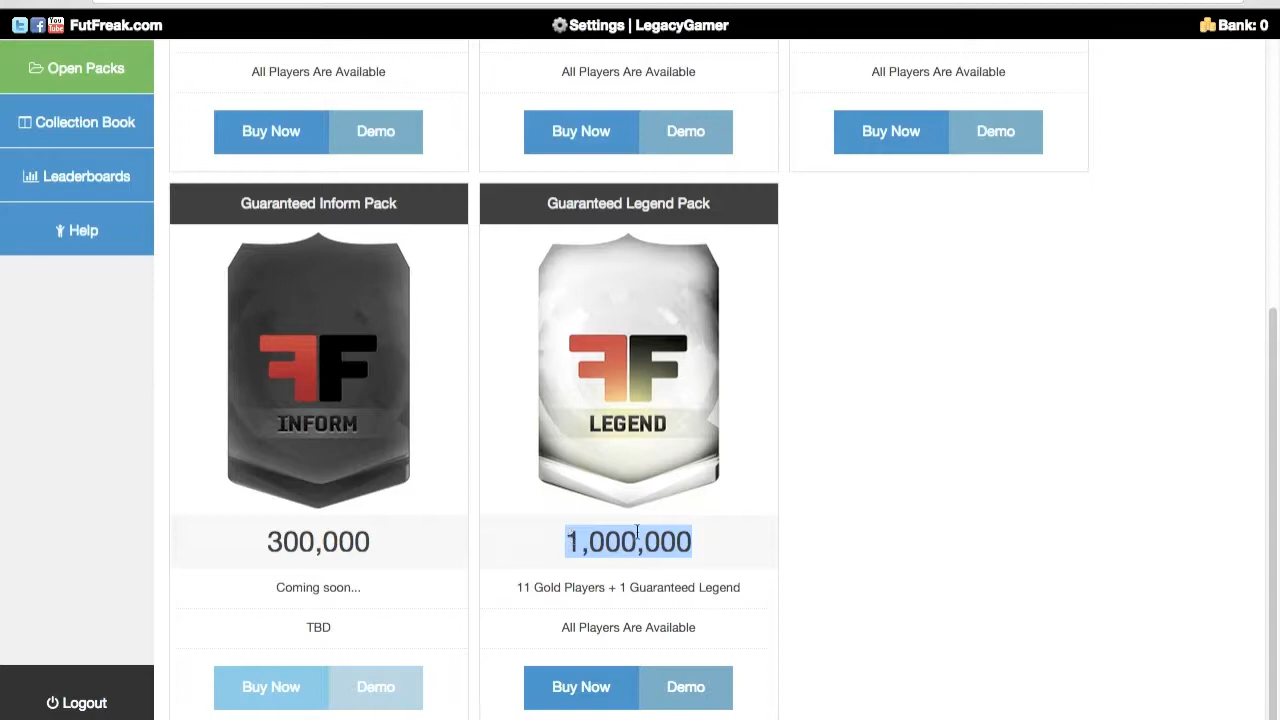 You Tube FutFreak.com
Settings | LegacyGamer
Bank: 0
Open Packs
Collection Book
Leaderboards
Help
Logout
All Players Are Available
All Players Are Available
All Players Are Available
Buy Now Demo
Buy Now Demo
Buy Now Demo
Guaranteed Inform Pack
FF
INFORM
300,000
Coming soon...
TBD
Buy Now Demo
Guaranteed Legend Pack
FF
LEGEND
1,000,000
11 Gold Players + 1 Guaranteed Legend
All Players Are Available
Buy Now Demo